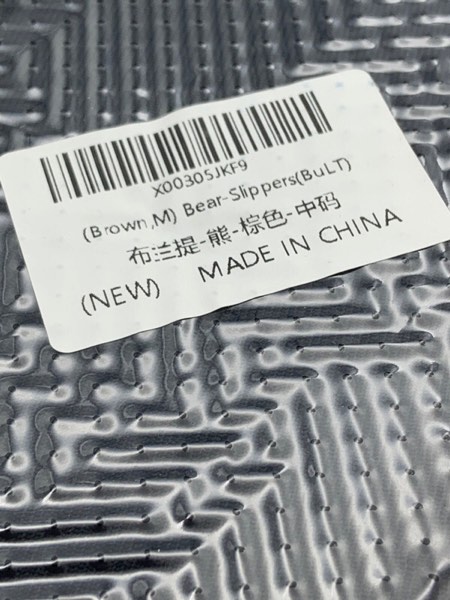 X00305JKF9
(Brown,M) Bear-Slippers(BuLT)
布兰提-熊-棕色-中码
(NEW) MADE IN CHINA